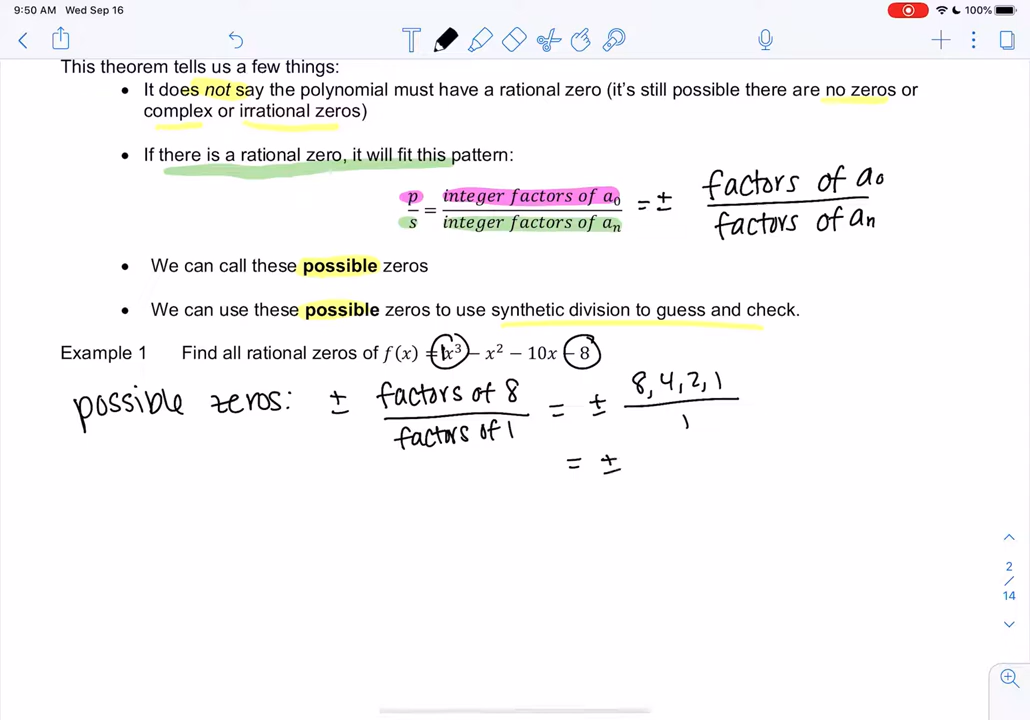 9:50 AM Wed Sep 16
100%
T
This theorem tells us a few things:
• It does not say the polynomial must have a rational zero (it's still possible there are no zeros or
complex or irrational zeros)
• If there is a rational zero, it will fit this pattern:
p/s = integer factors of a₀/integer factors of aₙ = ± factors of a₀/factors of aₙ
• We can call these possible zeros
• We can use these possible zeros to use synthetic division to guess and check.
Example 1 Find all rational zeros of f(x) = 1x³ − x² − 10x − 8
possible zeros: ± factors of 8/factors of 1 = ± 8, 4, 2, 1/1
= ±
2
/
14